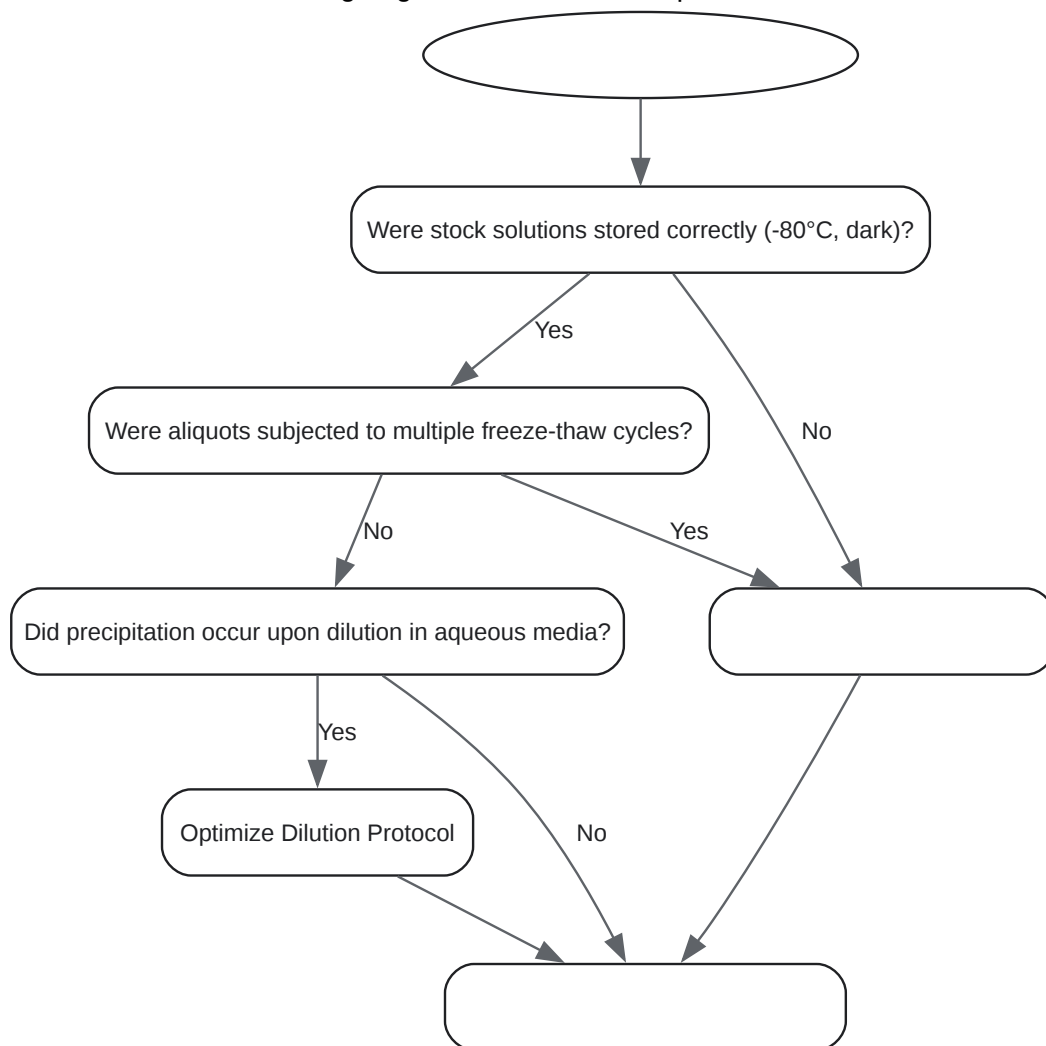 Were stock solutions stored correctly (-80°C, dark)?
Yes
Were aliquots subjected to multiple freeze-thaw cycles?
No
No
Yes
Did precipitation occur upon dilution in aqueous media?
Yes
Optimize Dilution Protocol
No